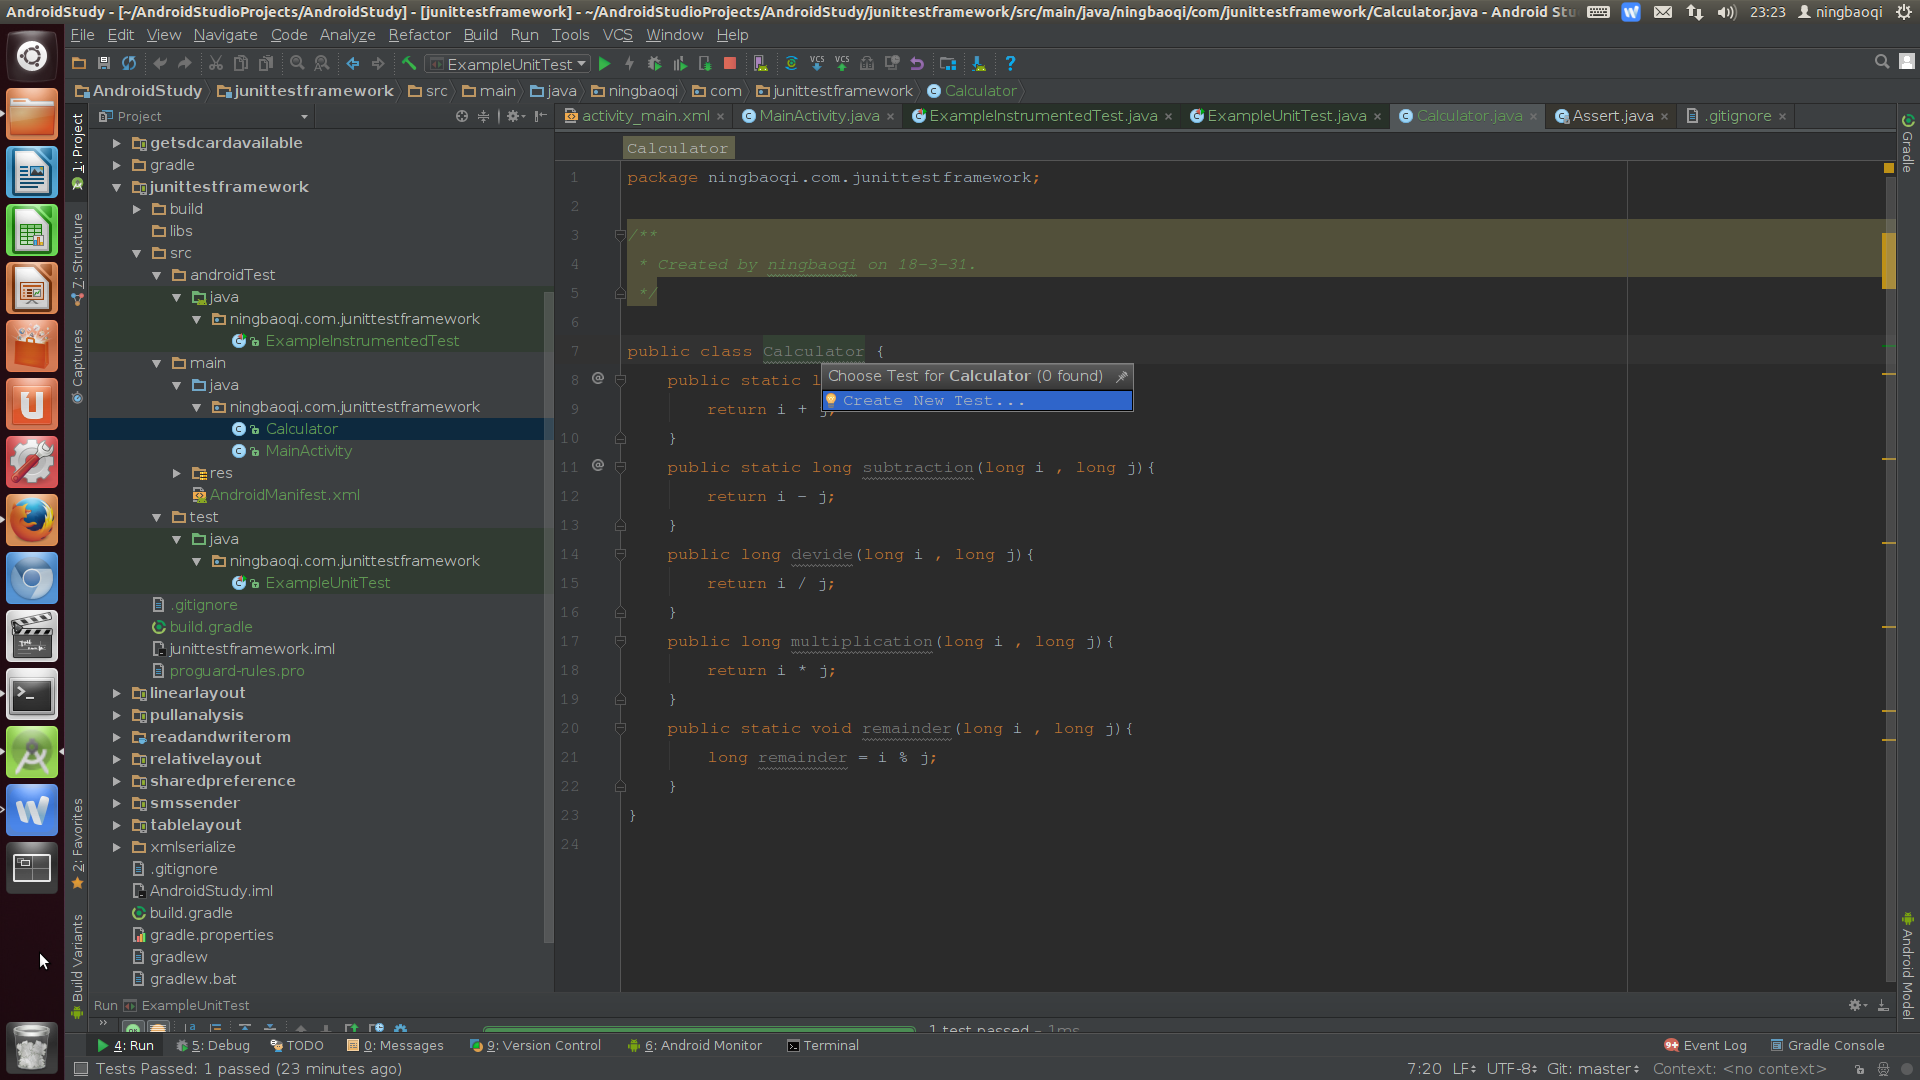 AndroidStudy - [~/AndroidStudioProjects/AndroidStudy] - [junittestframework] - ~/AndroidStudioProjects/AndroidStudy/junittestframework/src/main/java/ningbaoqi/com/junittestframework/Calculator.java - Android Stu
23:23 ningbaoqi
File Edit View Navigate Code Analyze Refactor Build Run Tools VCS Window Help
ExampleUnitTest VCS VCS ?
AndroidStudy junittestframework src main java ningbaoqi com junittestframework Calculator
Project
activity_main.xml MainActivity.java ExampleInstrumentedTest.java ExampleUnitTest.java Calculator.java Assert.java .gitignore
1: Project
7: Structure
Captures
2: Favorites
Build Variants
getsdcardavailable
gradle
junittestframework
build
libs
src
androidTest
java
ningbaoqi.com.junittestframework
ExampleInstrumentedTest
main
java
ningbaoqi.com.junittestframework
Calculator
MainActivity
res
AndroidManifest.xml
test
java
ningbaoqi.com.junittestframework
ExampleUnitTest
.gitignore
build.gradle
junittestframework.iml
proguard-rules.pro
linearlayout
pullanalysis
readandwriterom
relativelayout
sharedpreference
smssender
tablelayout
xmlserialize
.gitignore
AndroidStudy.iml
build.gradle
gradle.properties
gradlew
gradlew.bat
Calculator
1 package ningbaoqi.com.junittestframework;
2
3 /**
4 * Created by ningbaoqi on 18-3-31.
5 */
6
7 public class Calculator {
8 @ public static l
Choose Test for Calculator (0 found)
Create New Test...
9 return i + j;
10 }
11 @ public static long subtraction(long i , long j){
12 return i - j;
13 }
14 public long devide(long i , long j){
15 return i / j;
16 }
17 public long multiplication(long i , long j){
18 return i * j;
19 }
20 public static void remainder(long i , long j){
21 long remainder = i % j;
22 }
23 }
24
Gradle
Android Model
Run ExampleUnitTest
1 test passed - 1ms
4: Run 5: Debug TODO 0: Messages 9: Version Control 6: Android Monitor Terminal 9+ Event Log Gradle Console
Tests Passed: 1 passed (23 minutes ago) 7:20 LF UTF-8 Git: master Context: <no context>